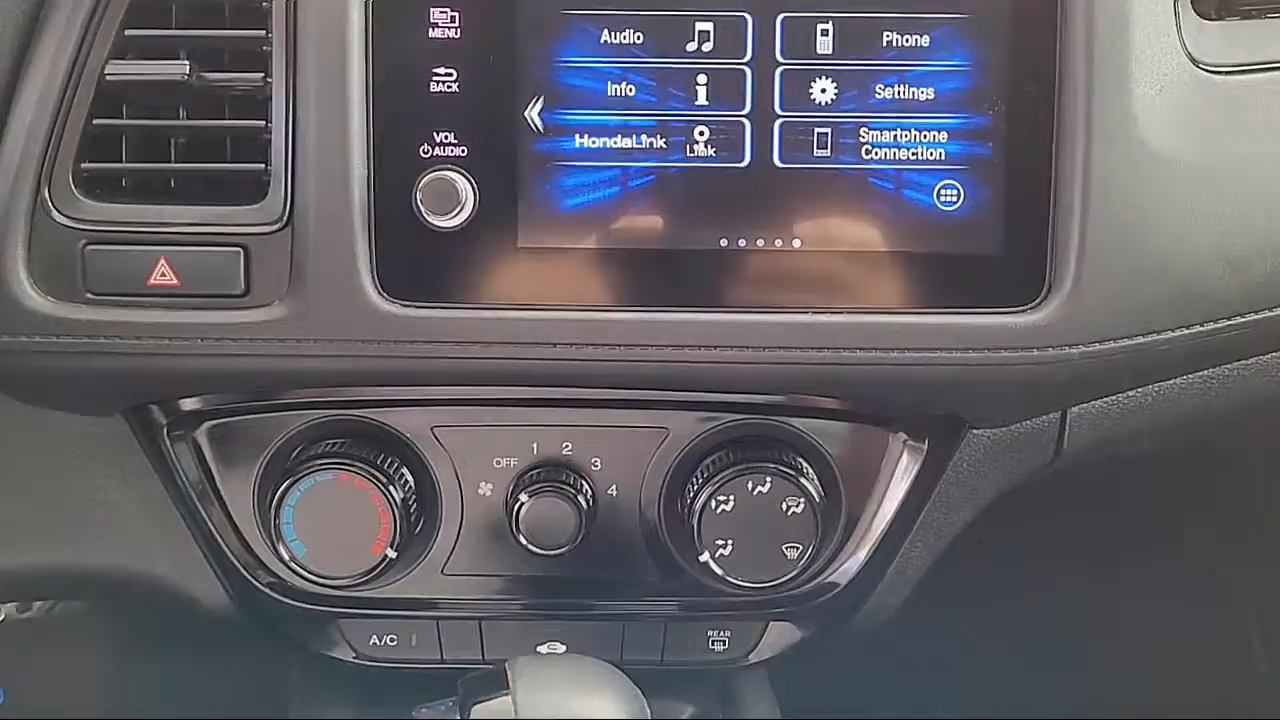 MENU
BACK
VOL
AUDIO
Audio
Phone
Info
Settings
HondaLink
Link
Smartphone
Connection
OFF
1
2
3
4
A/C
REAR